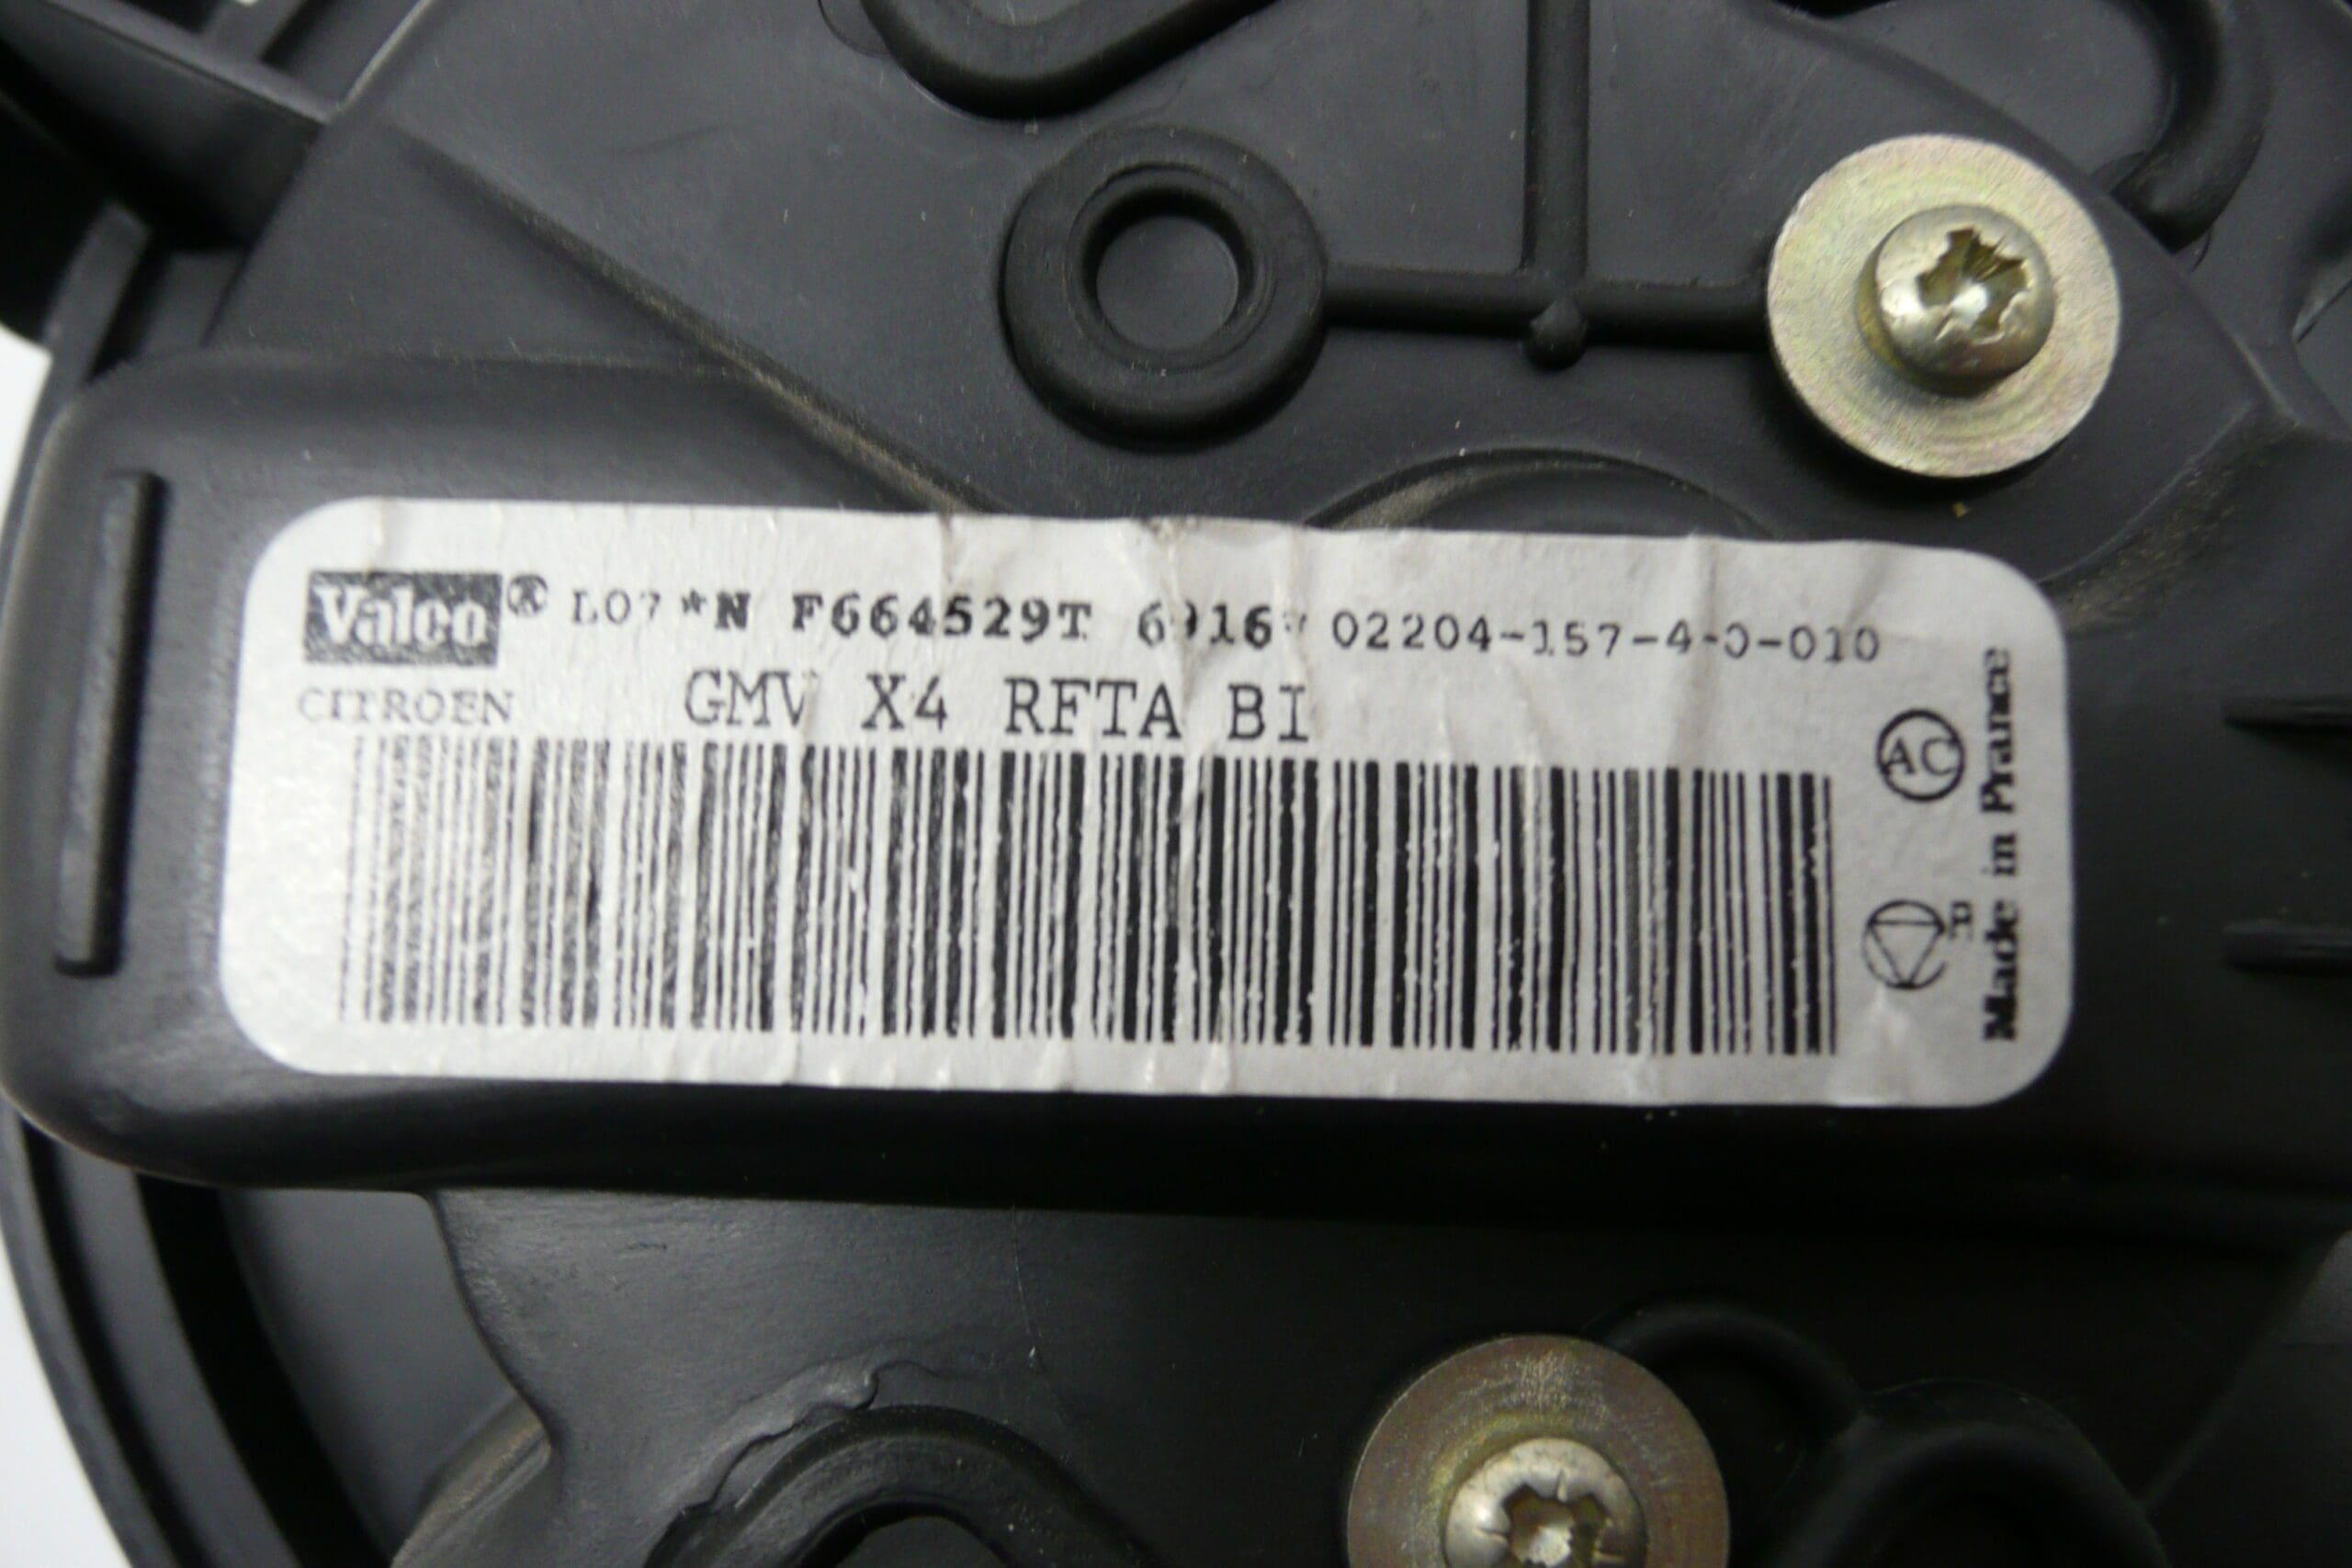 Valeo® L07 *N F664529T 02204-157-4-0-010
CITROEN GMV X4 RFTA BI
AC
Made in France